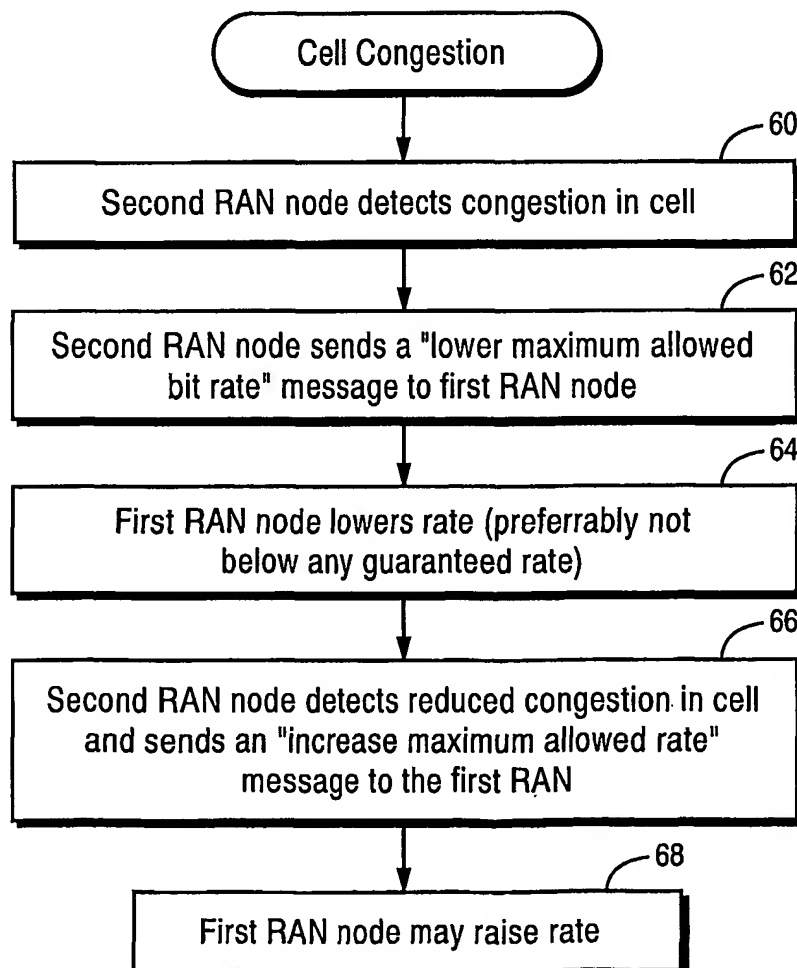 Cell Congestion
60
Second RAN node detects congestion in cell
62
Second RAN node sends a "lower maximum allowed
bit rate" message to first RAN node
64
First RAN node lowers rate (preferrably not
below any guaranteed rate)
66
Second RAN node detects reduced congestion in cell
and sends an "increase maximum allowed rate"
message to the first RAN
68
First RAN node may raise rate